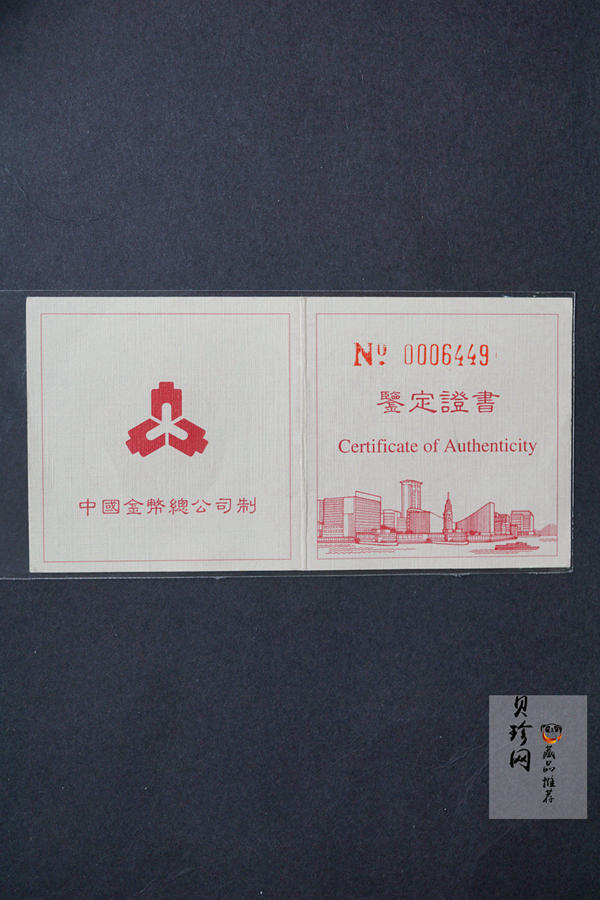 中國金幣總公司制
Nº 0006449
鑒定證書
Certificate of Authenticity
贝珍网
藏品推荐